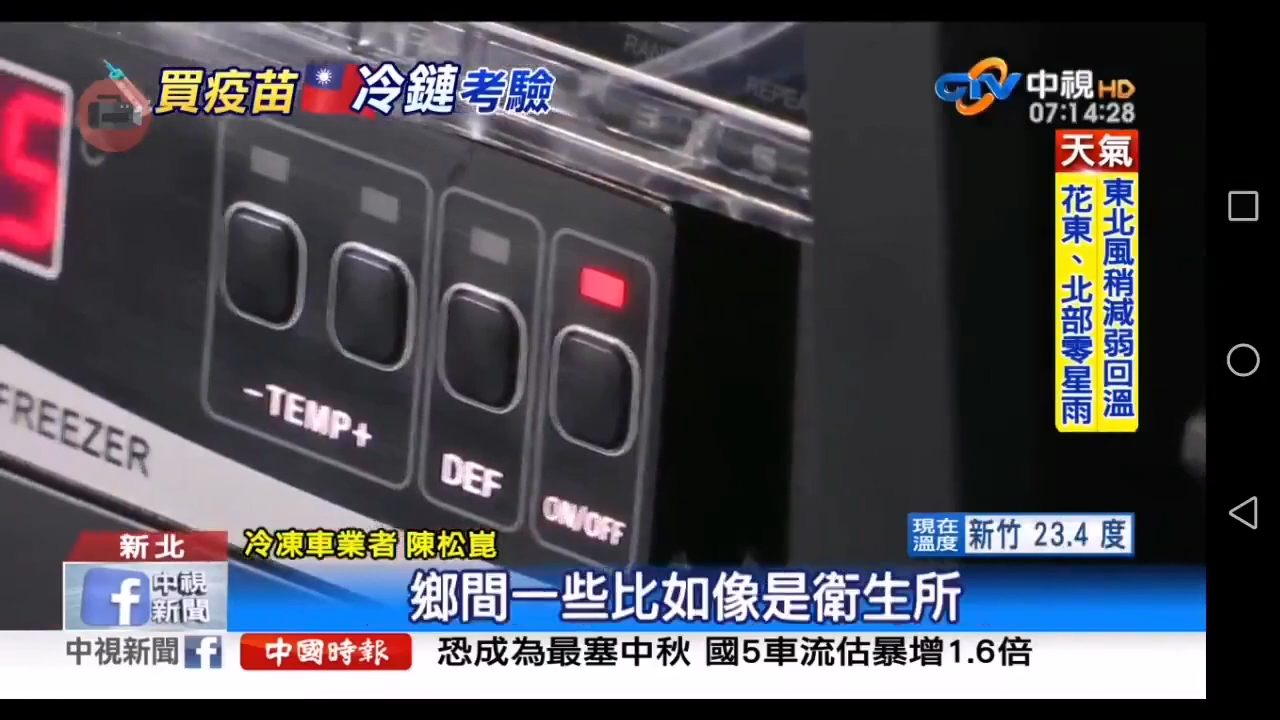 買疫苗 冷鏈考驗
CTV 中視HD
07:14:28
天氣
東北風稍減弱回溫
花東、北部零星雨
5
-TEMP+
DEF
ON/OFF
FREEZER
新北
冷凍車業者 陳松崑
現在溫度 新竹 23.4 度
中視新聞
鄉間一些比如像是衛生所
中視新聞 中國時報 恐成為最塞中秋 國5車流估暴增1.6倍